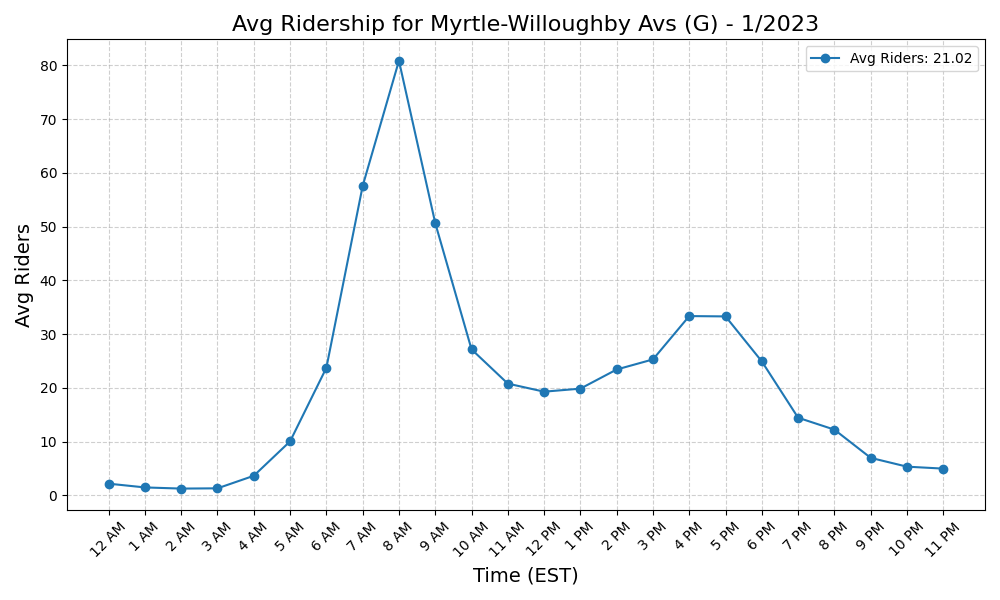 Avg Ridership for Myrtle-Willoughby Avs (G) - 1/2023
Avg Riders: 21.02
Avg Riders
80
70
60
50
40
30
20
10
0
12 AM
1 AM
2 AM
3 AM
4 AM
5 AM
6 AM
7 AM
8 AM
9 AM
10 AM
11 AM
12 PM
1 PM
2 PM
3 PM
4 PM
5 PM
6 PM
7 PM
8 PM
9 PM
10 PM
11 PM
Time (EST)